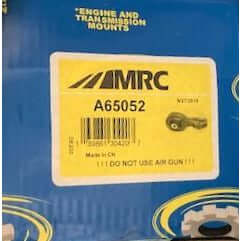 *ENGINE AND
TRANSMISSION
MOUNTS
MRC
A65052
Made in CN
!!! DO NOT USE AIR GUN !!!